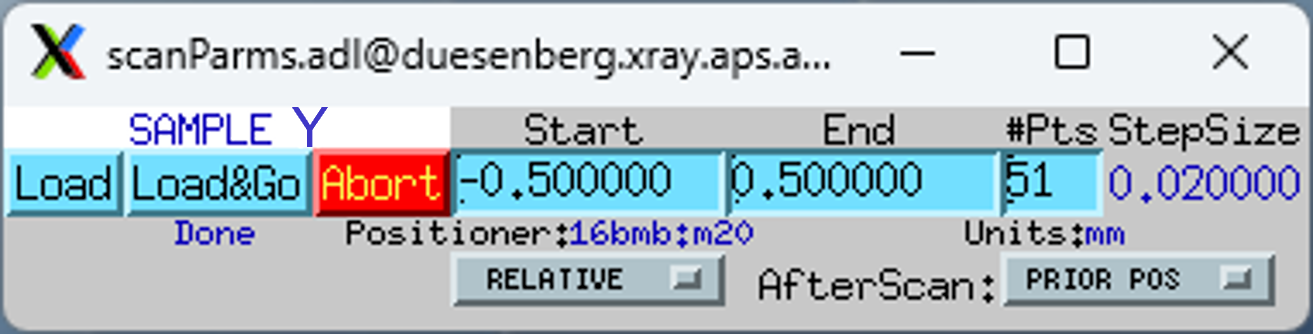 scanParms.adl@duesenberg.xray.aps.a...
SAMPLE Y Start End #Pts StepSize
Load Load&Go Abort -0.500000 0.500000 51 0.020000
Done Positioner:16bmb:m20 Units:mm
RELATIVE AfterScan: PRIOR POS